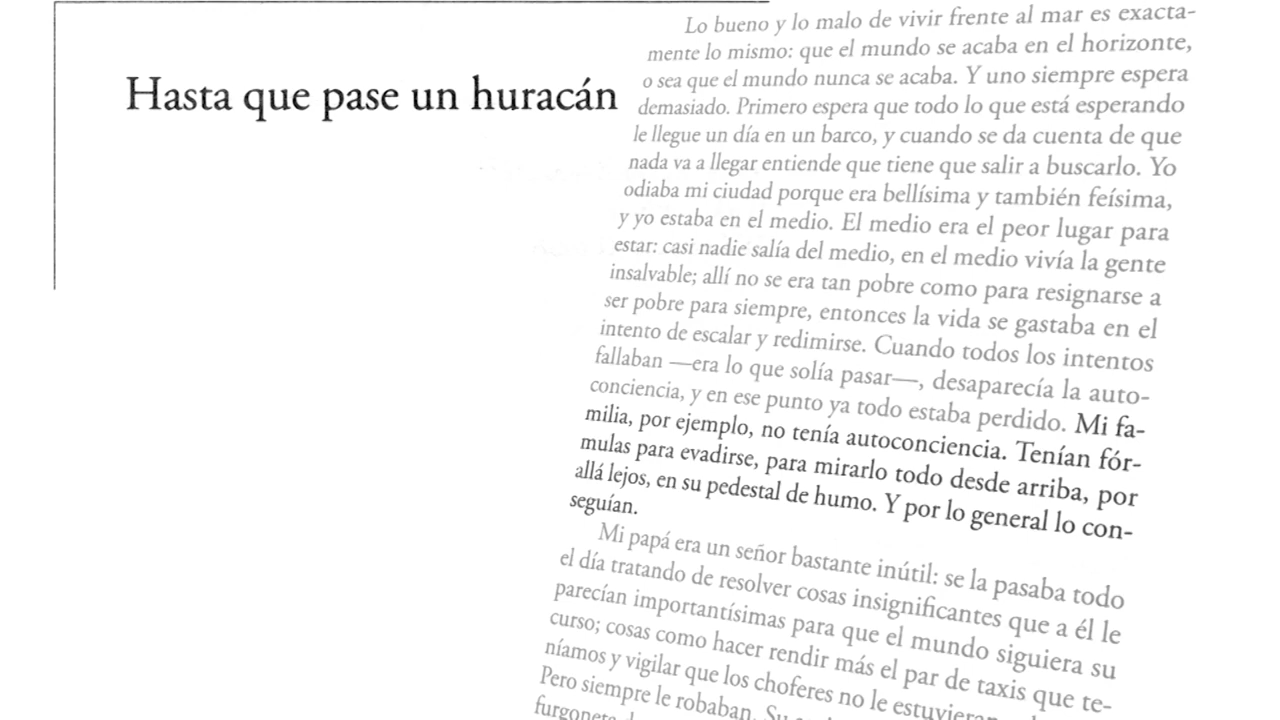 Hasta que pase un huracán
Lo bueno y lo malo de vivir frente al mar es exacta-
mente lo mismo: que el mundo se acaba en el horizonte,
o sea que el mundo nunca se acaba. Y uno siempre espera
demasiado. Primero espera que todo lo que está esperando
le llegue un día en un barco, y cuando se da cuenta de que
nada va a llegar entiende que tiene que salir a buscarlo. Yo
odiaba mi ciudad porque era bellísima y también feísima,
y yo estaba en el medio. El medio era el peor lugar para
estar: casi nadie salía del medio, en el medio vivía la gente
insalvable; allí no se era tan pobre como para resignarse a
ser pobre para siempre, entonces la vida se gastaba en el
intento de escalar y redimirse. Cuando todos los intentos
fallaban —era lo que solía pasar—, desaparecía la auto-
conciencia, y en ese punto ya todo estaba perdido. Mi fa-
milia, por ejemplo, no tenía autoconciencia. Tenían fór-
mulas para evadirse, para mirarlo todo desde arriba, por
allá lejos, en su pedestal de humo. Y por lo general lo con-
seguían.
Mi papá era un señor bastante inútil: se la pasaba todo
el día tratando de resolver cosas insignificantes que a él le
parecían importantísimas para que el mundo siguiera su
curso; cosas como hacer rendir más el par de taxis que te-
níamos y vigilar que los choferes no le estuvieran
Pero siempre le robaban. Su
furgoneta